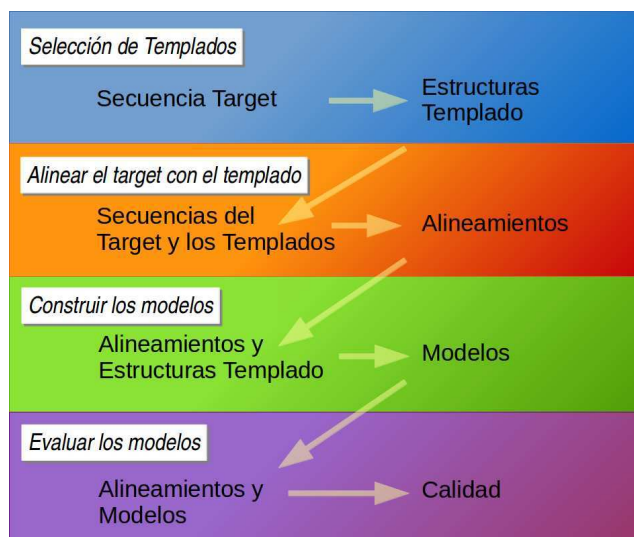 Selección de Templados
Secuencia Target
Estructuras
Templado
Alinear el target con el templado
Secuencias del
Target y los Templados
Alineamientos
Construir los modelos
Alineamientos y
Estructuras Templado
Modelos
Evaluar los modelos
Alineamientos y
Modelos
Calidad